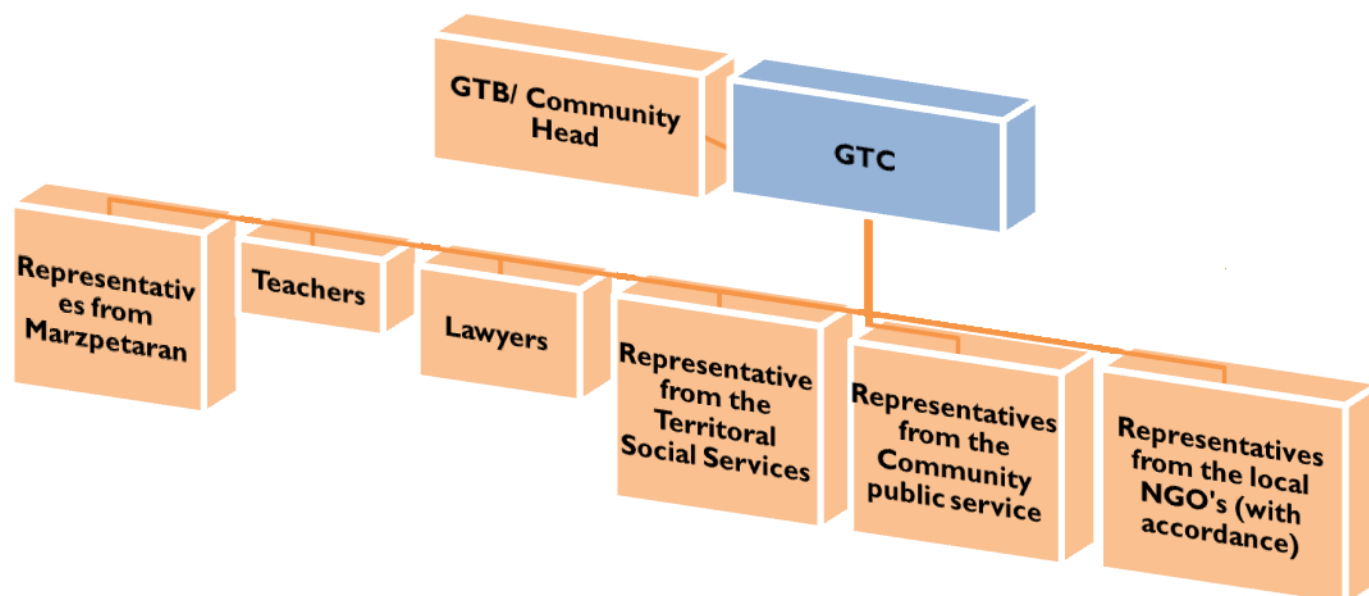 GTB/ Community
Head
GTC
Representativ
es from
Marzpetaran
Teachers
Lawyers
Representative
from the
Territoral
Social Services
Representatives
from the
Community
public service
Representatives
from the local
NGO's (with
accordance)